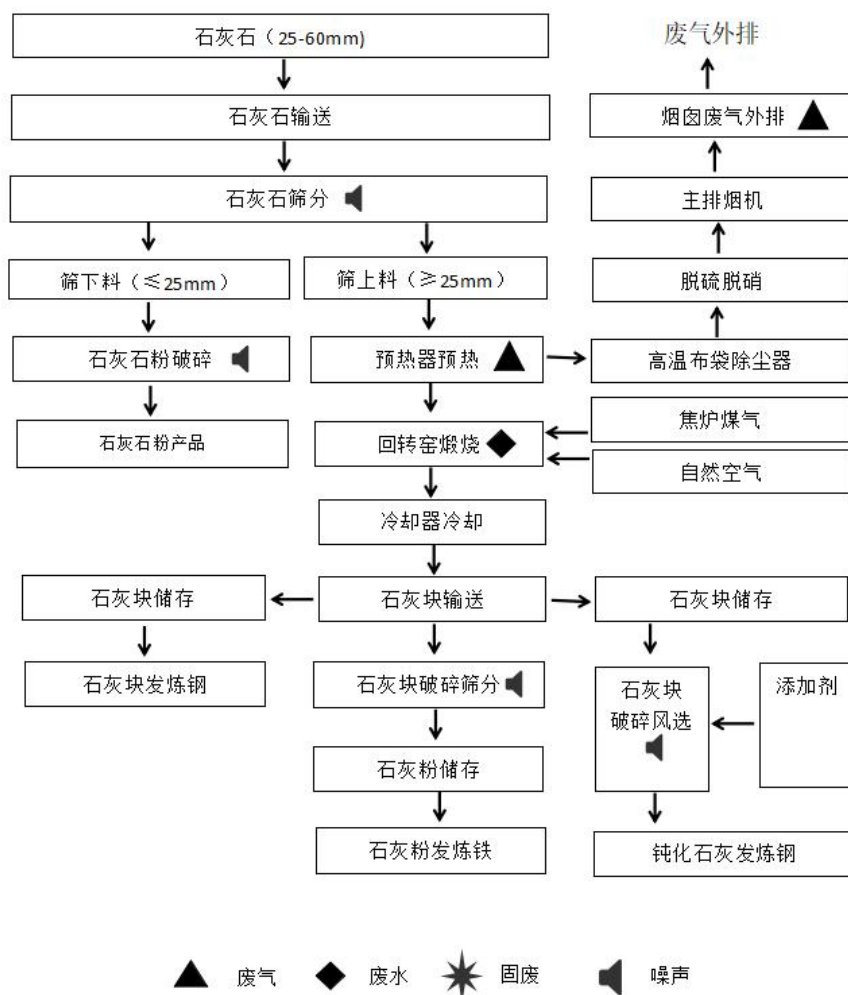 石灰石（25-60mm)
废气外排
石灰石输送
烟囱废气外排
石灰石筛分
主排烟机
筛下料（≤25mm）
筛上料（≥25mm）
脱硫脱硝
石灰石粉破碎
预热器预热
高温布袋除尘器
石灰石粉产品
回转窑煅烧
焦炉煤气
自然空气
冷却器冷却
石灰块储存
石灰块输送
石灰块储存
石灰块发炼钢
石灰块破碎筛分
石灰块
破碎风选
添加剂
石灰粉储存
石灰粉发炼铁
钝化石灰发炼钢
废气
废水
固废
噪声